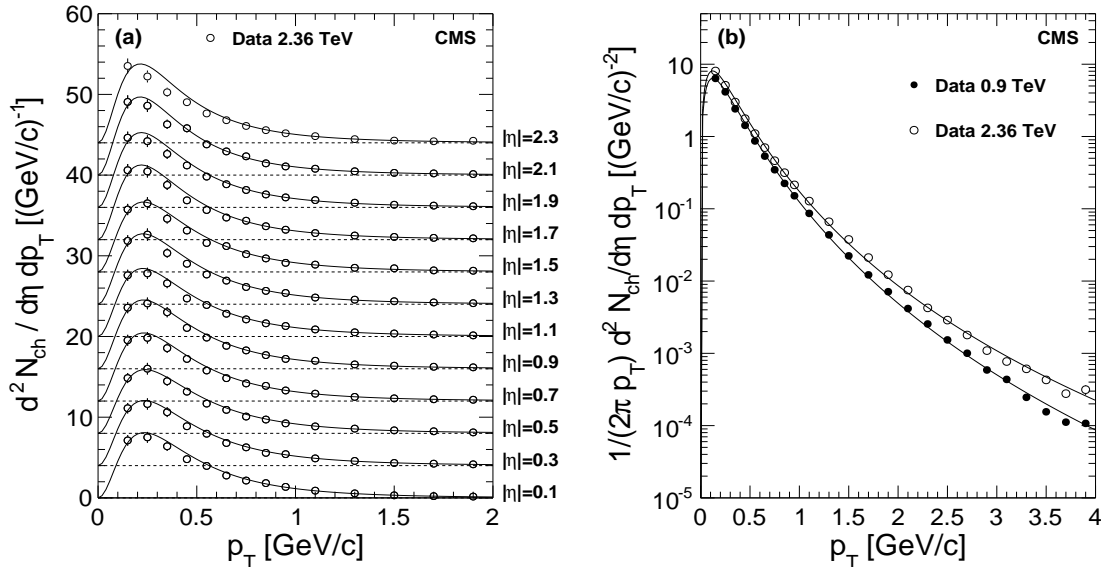 (a)
Data 2.36 TeV
CMS
d² N_ch / dη dp_T [(GeV/c)⁻¹]
60
50
40
30
20
10
0
|η|=2.3
|η|=2.1
|η|=1.9
|η|=1.7
|η|=1.5
|η|=1.3
|η|=1.1
|η|=0.9
|η|=0.7
|η|=0.5
|η|=0.3
|η|=0.1
0 0.5 1 1.5 2
p_T [GeV/c]
(b)
CMS
Data 0.9 TeV
Data 2.36 TeV
1/(2π p_T) d² N_ch/dη dp_T [(GeV/c)⁻²]
10
1
10⁻¹
10⁻²
10⁻³
10⁻⁴
10⁻⁵
0 0.5 1 1.5 2 2.5 3 3.5 4
p_T [GeV/c]